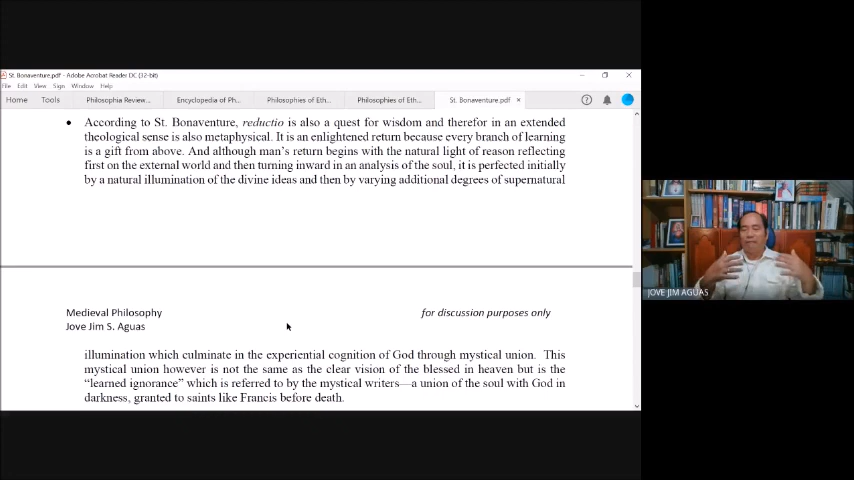 St. Bonaventure.pdf - Adobe Acrobat Reader DC (32-bit)
File Edit View Sign Window Help
Home Tools Philosophia Review... Encyclopedia of Ph... Philosophies of Eth... Philosophies of Eth... St. Bonaventure.pdf ×
• According to St. Bonaventure, reductio is also a quest for wisdom and therefor in an extended
theological sense is also metaphysical. It is an enlightened return because every branch of learning
is a gift from above. And although man's return begins with the natural light of reason reflecting
first on the external world and then turning inward in an analysis of the soul, it is perfected initially
by a natural illumination of the divine ideas and then by varying additional degrees of supernatural
Medieval Philosophy for discussion purposes only
Jove Jim S. Aguas
illumination which culminate in the experiential cognition of God through mystical union. This
mystical union however is not the same as the clear vision of the blessed in heaven but is the
“learned ignorance” which is referred to by the mystical writers—a union of the soul with God in
darkness, granted to saints like Francis before death.
JOVE JIM AGUAS